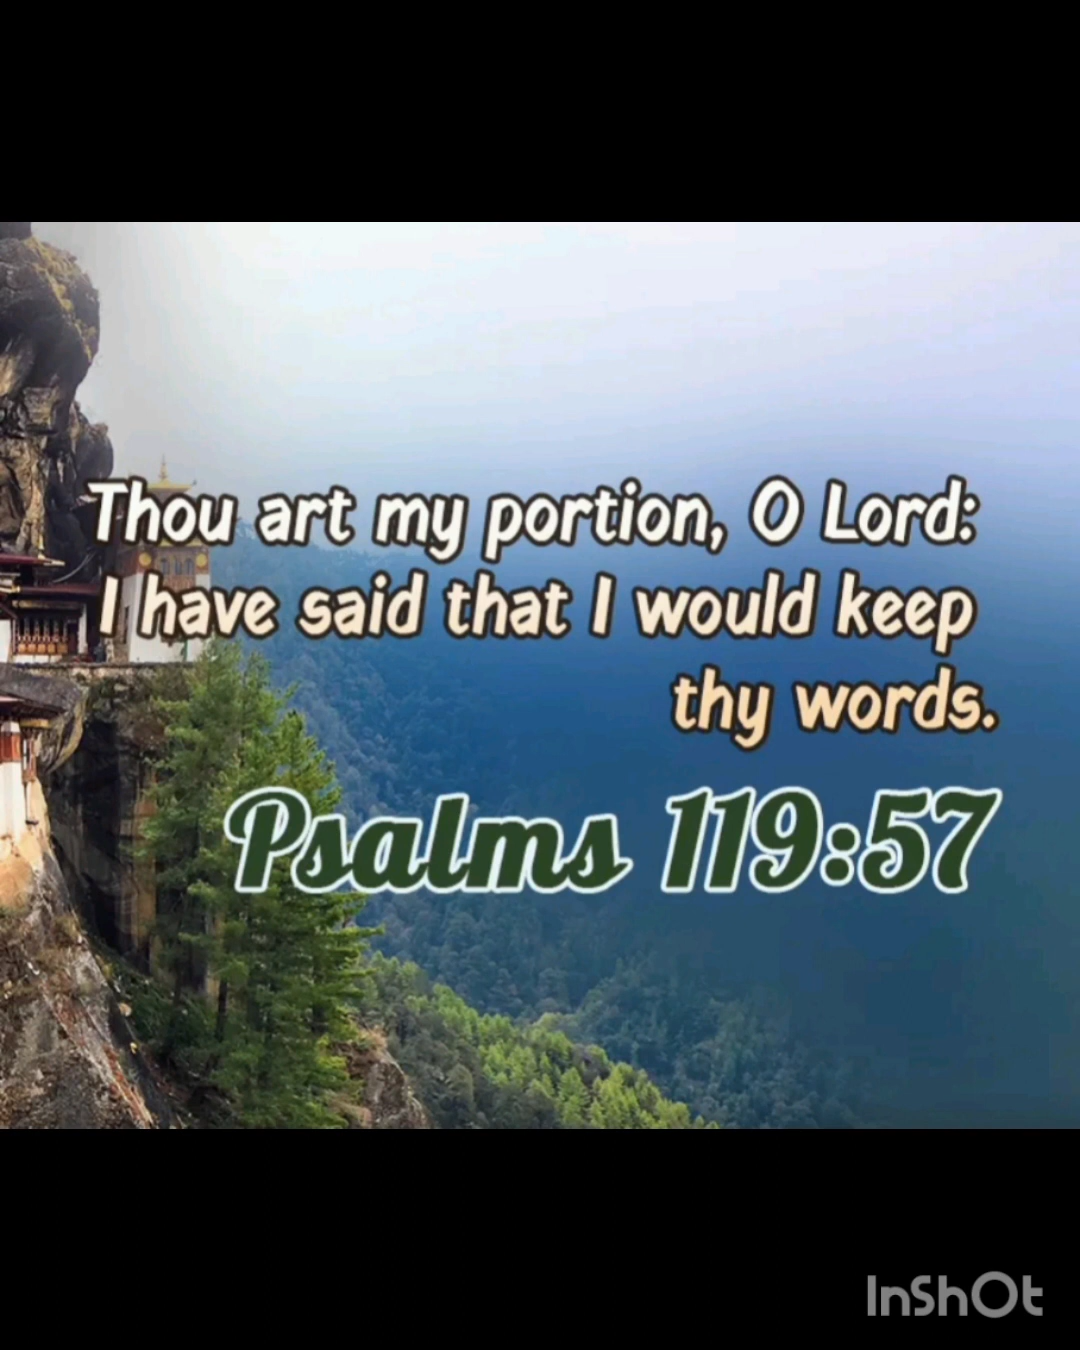 Thou art my portion, O Lord:
I have said that I would keep
thy words.
Psalms 119:57
InShOt